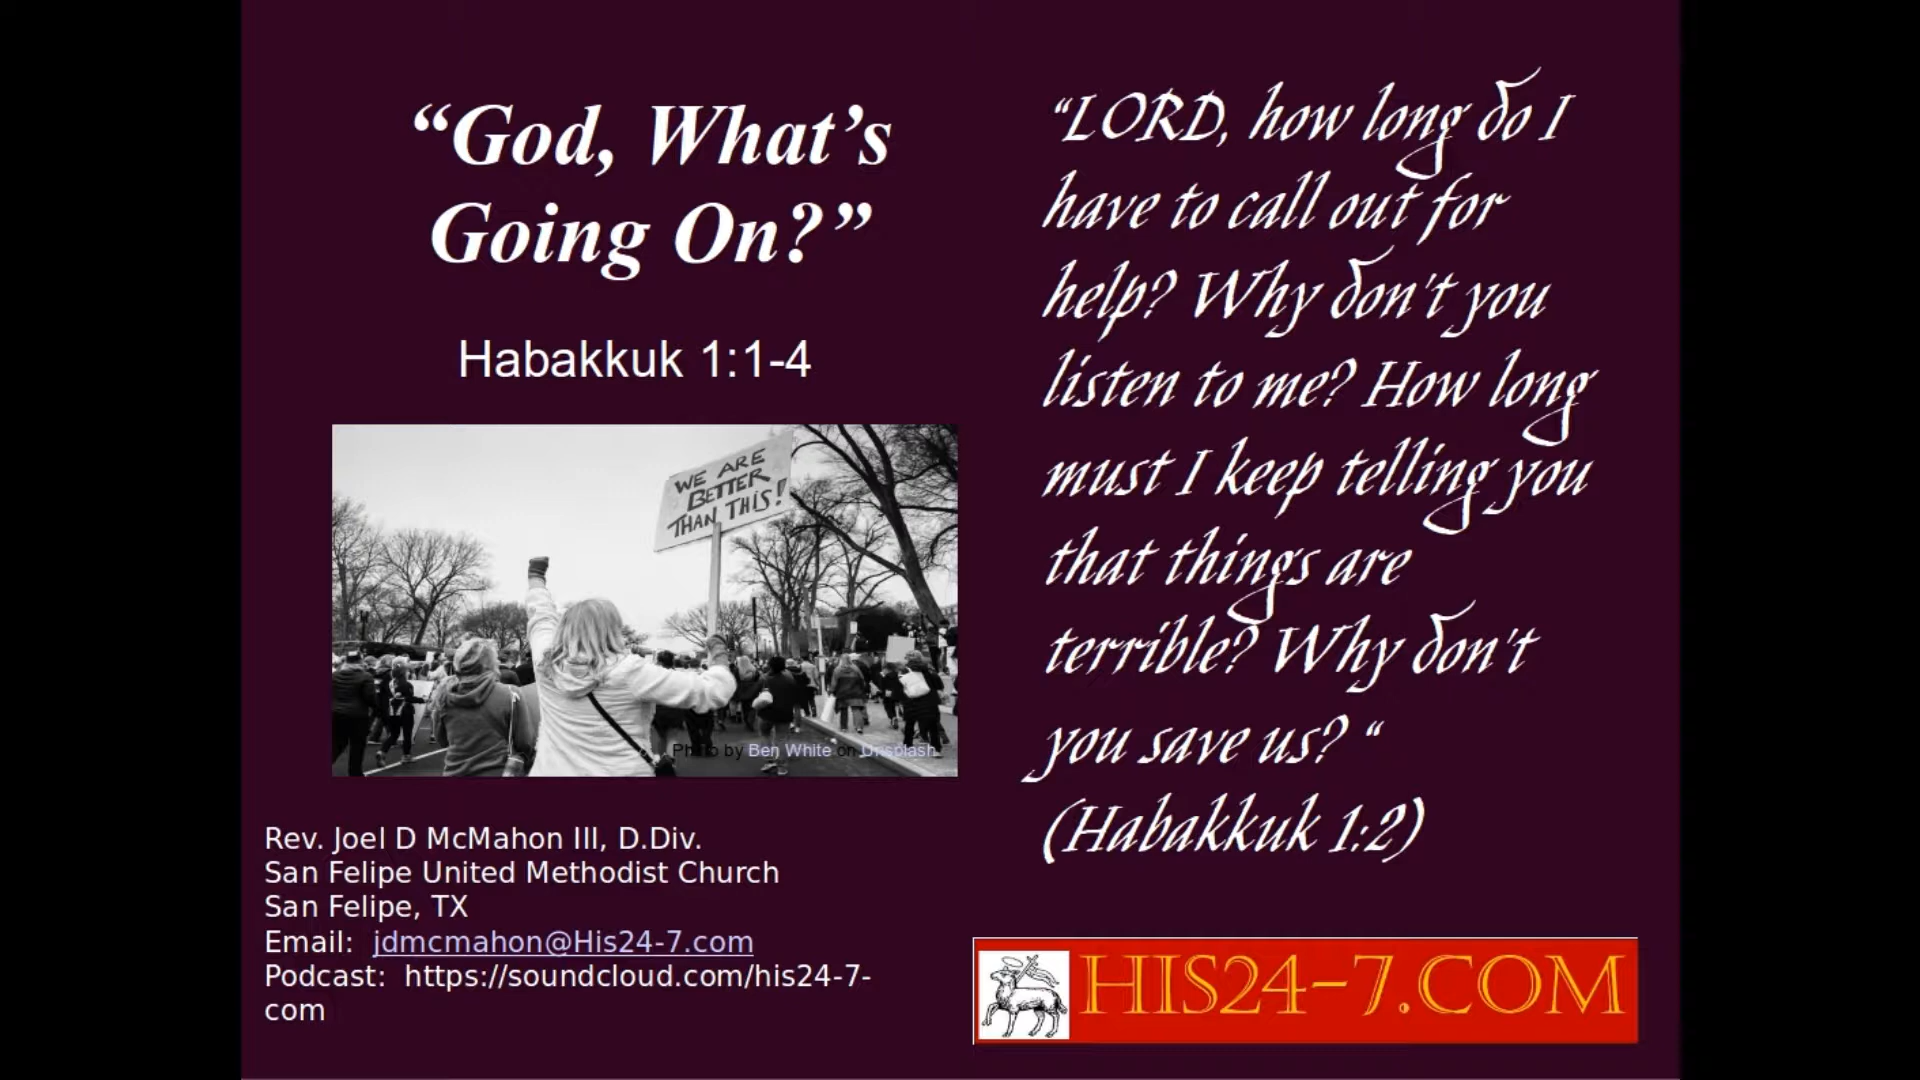 “God, What’s
Going On?”
Habakkuk 1:1-4
WE ARE
BETTER
THAN THIS!
Photo by Ben White on Unsplash
Rev. Joel D McMahon III, D.Div.
San Felipe United Methodist Church
San Felipe, TX
Email: jdmcmahon@His24-7.com
Podcast: https://soundcloud.com/his24-7-
com
“LORD, how long do I
have to call out for
help? Why don't you
listen to me? How long
must I keep telling you
that things are
terrible? Why don't
you save us? “
(Habakkuk 1:2)
HIS24-7.COM